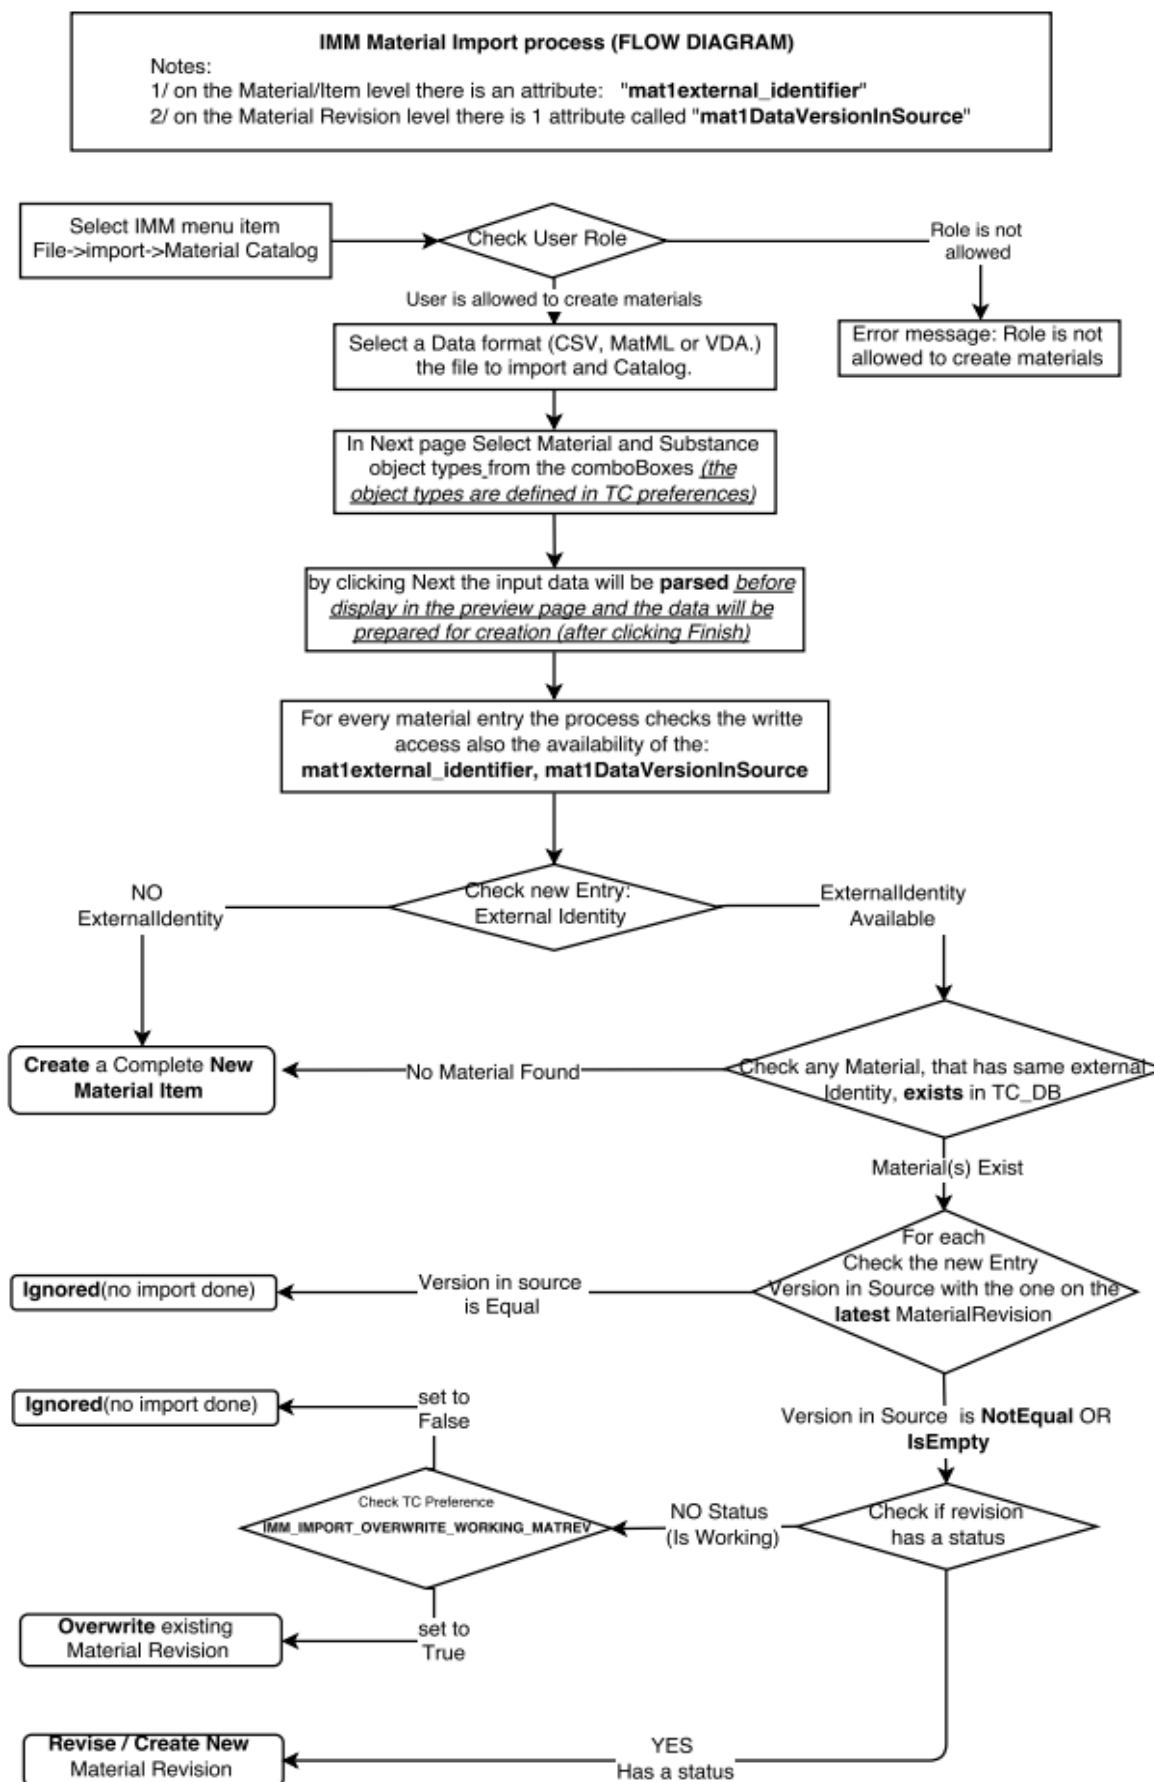 IMM Material Import process (FLOW DIAGRAM)
Notes:
1/ on the Material/Item level there is an attribute: "mat1external_identifier"
2/ on the Material Revision level there is 1 attribute called "mat1DataVersionInSource"
Select IMM menu item
File->import->Material Catalog
Check User Role
Role is not
allowed
User is allowed to create materials
Error message: Role is not
allowed to create materials
Select a Data format (CSV, MatML or VDA.)
the file to import and Catalog.
In Next page Select Material and Substance
object types from the comboBoxes (the
object types are defined in TC preferences)
by clicking Next the input data will be parsed before
display in the preview page and the data will be
prepared for creation (after clicking Finish)
For every material entry the process checks the writte
access also the availability of the:
mat1external_identifier, mat1DataVersionInSource
NO
ExternalIdentity
Check new Entry:
External Identity
ExternalIdentity
Available
Create a Complete New
Material Item
No Material Found
Check any Material, that has same external
Identity, exists in TC_DB
Material(s) Exist
For each
Check the new Entry
Version in Source with the one on the
latest MaterialRevision
Version in source
is Equal
Ignored(no import done)
Ignored(no import done)
set to
False
Version in Source is NotEqual OR
IsEmpty
Check TC Preference
IMM_IMPORT_OVERWRITE_WORKING_MATREV
NO Status
(Is Working)
Check if revision
has a status
Overwrite existing
Material Revision
set to
True
Revise / Create New
Material Revision
YES
Has a status